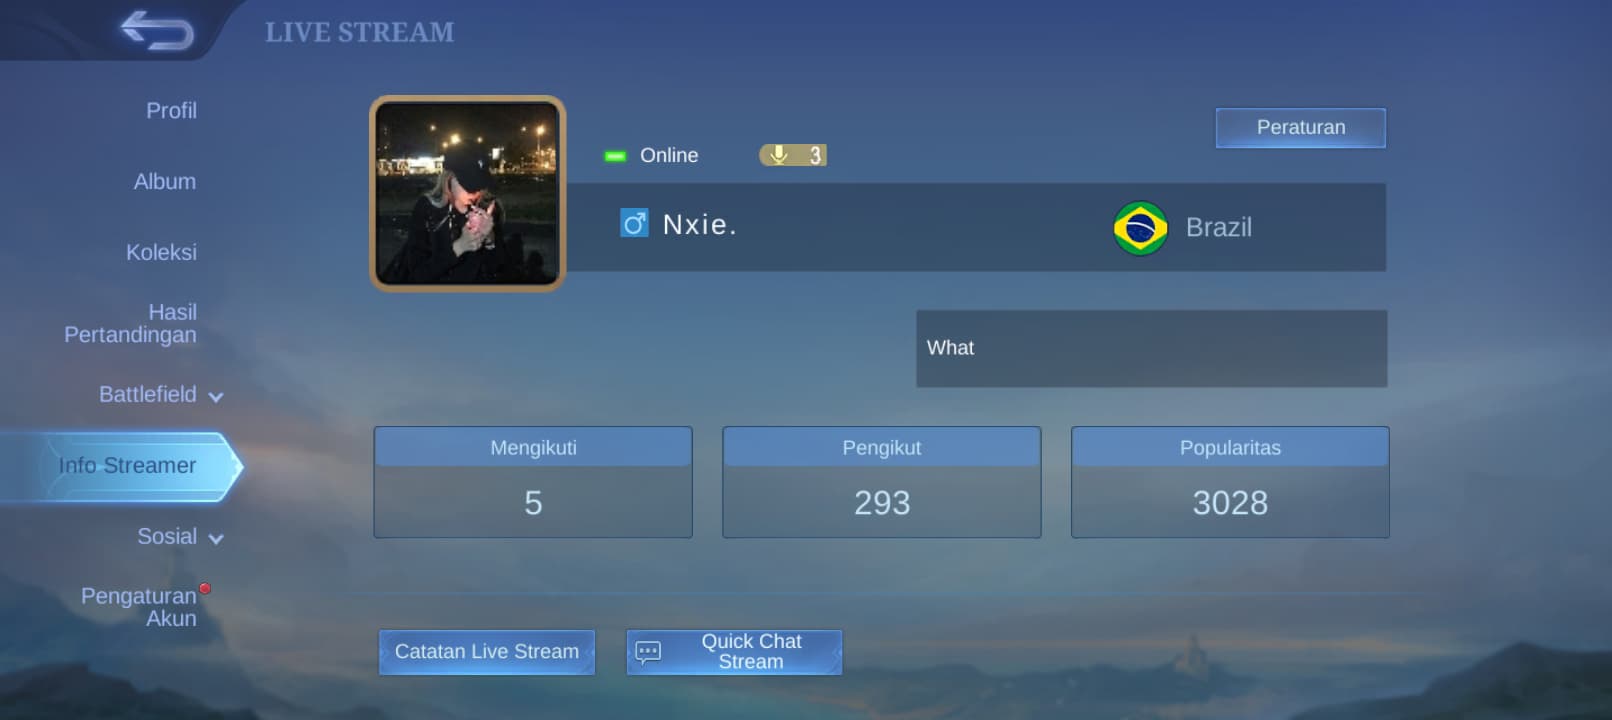 LIVE STREAM
Profil
Album
Koleksi
Hasil
Pertandingan
Battlefield
Info Streamer
Sosial
Pengaturan
Akun
Peraturan
Online
3
Nxie.
Brazil
What
Mengikuti
5
Pengikut
293
Popularitas
3028
Catatan Live Stream
Quick Chat
Stream